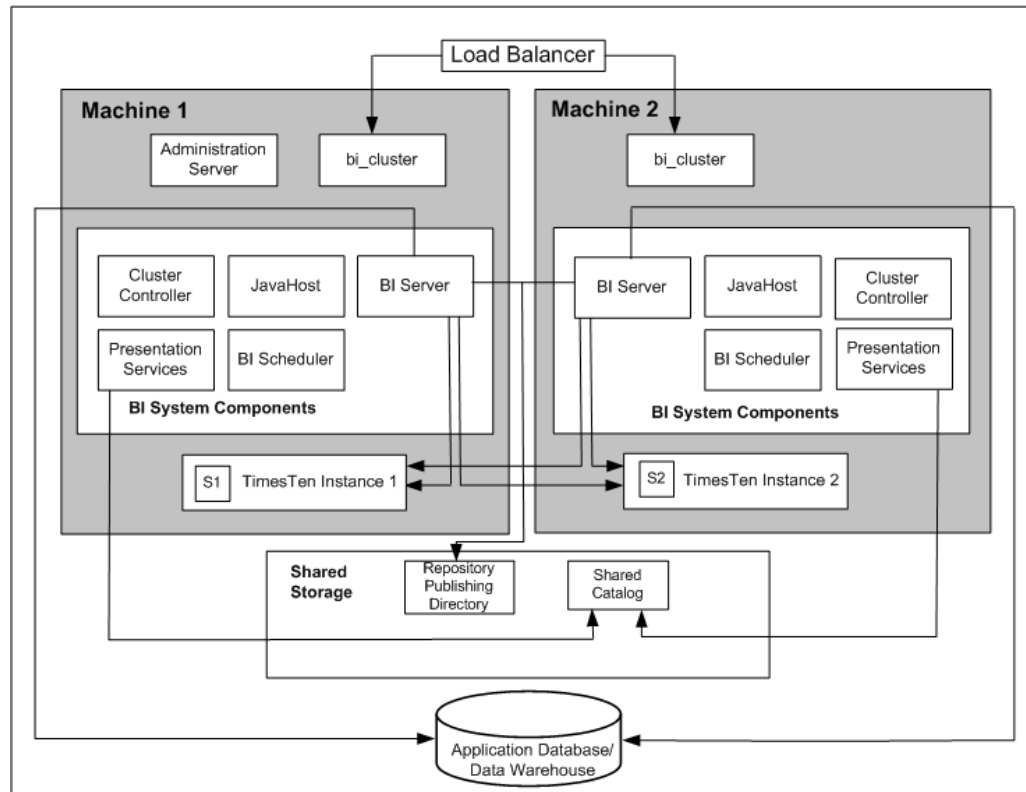 Load Balancer
Machine 1
Administration
Server
bi_cluster
Cluster
Controller
JavaHost
BI Server
Presentation
Services
BI Scheduler
BI System Components
S1
TimesTen Instance 1
Machine 2
bi_cluster
BI Server
JavaHost
Cluster
Controller
BI Scheduler
Presentation
Services
BI System Components
S2
TimesTen Instance 2
Shared
Storage
Repository
Publishing
Directory
Shared
Catalog
Application Database/
Data Warehouse